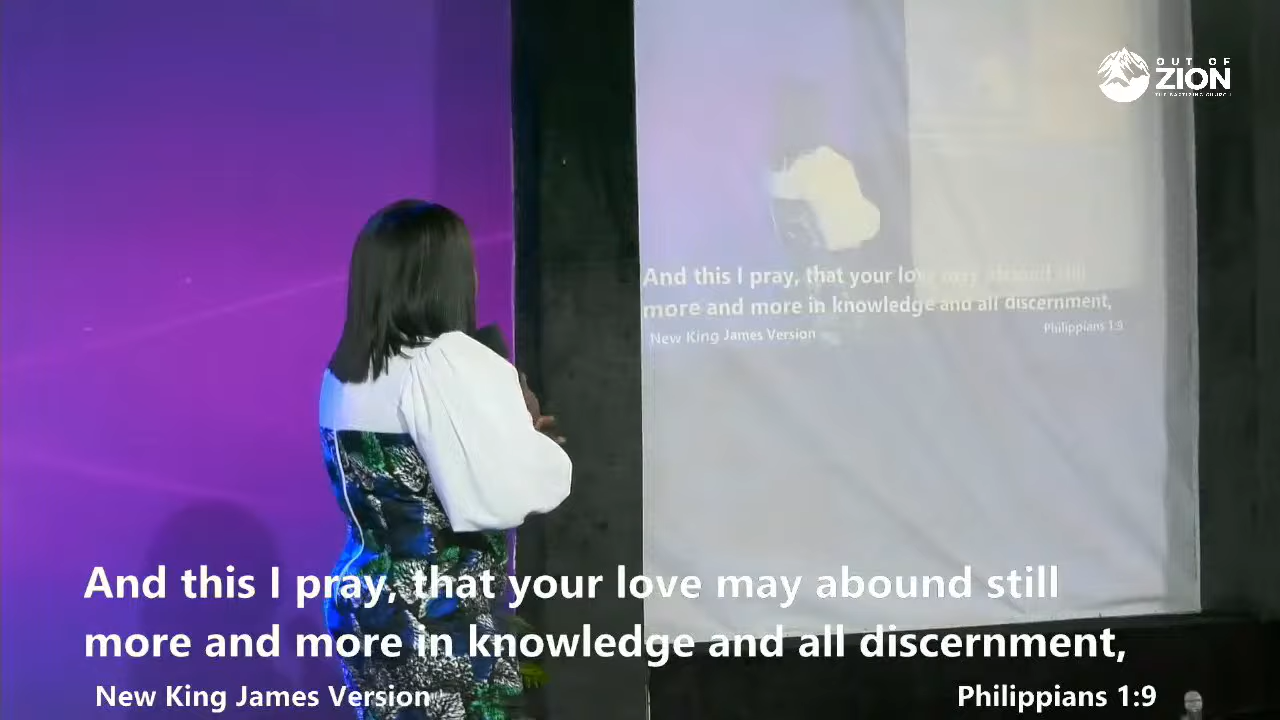 OUT OF
ZION
And this I pray, that your love may abound still
more and more in knowledge and all discernment,
New King James Version
Philippians 1:9
And this I pray, that your love may abound still
more and more in knowledge and all discernment,
New King James Version
Philippians 1:9